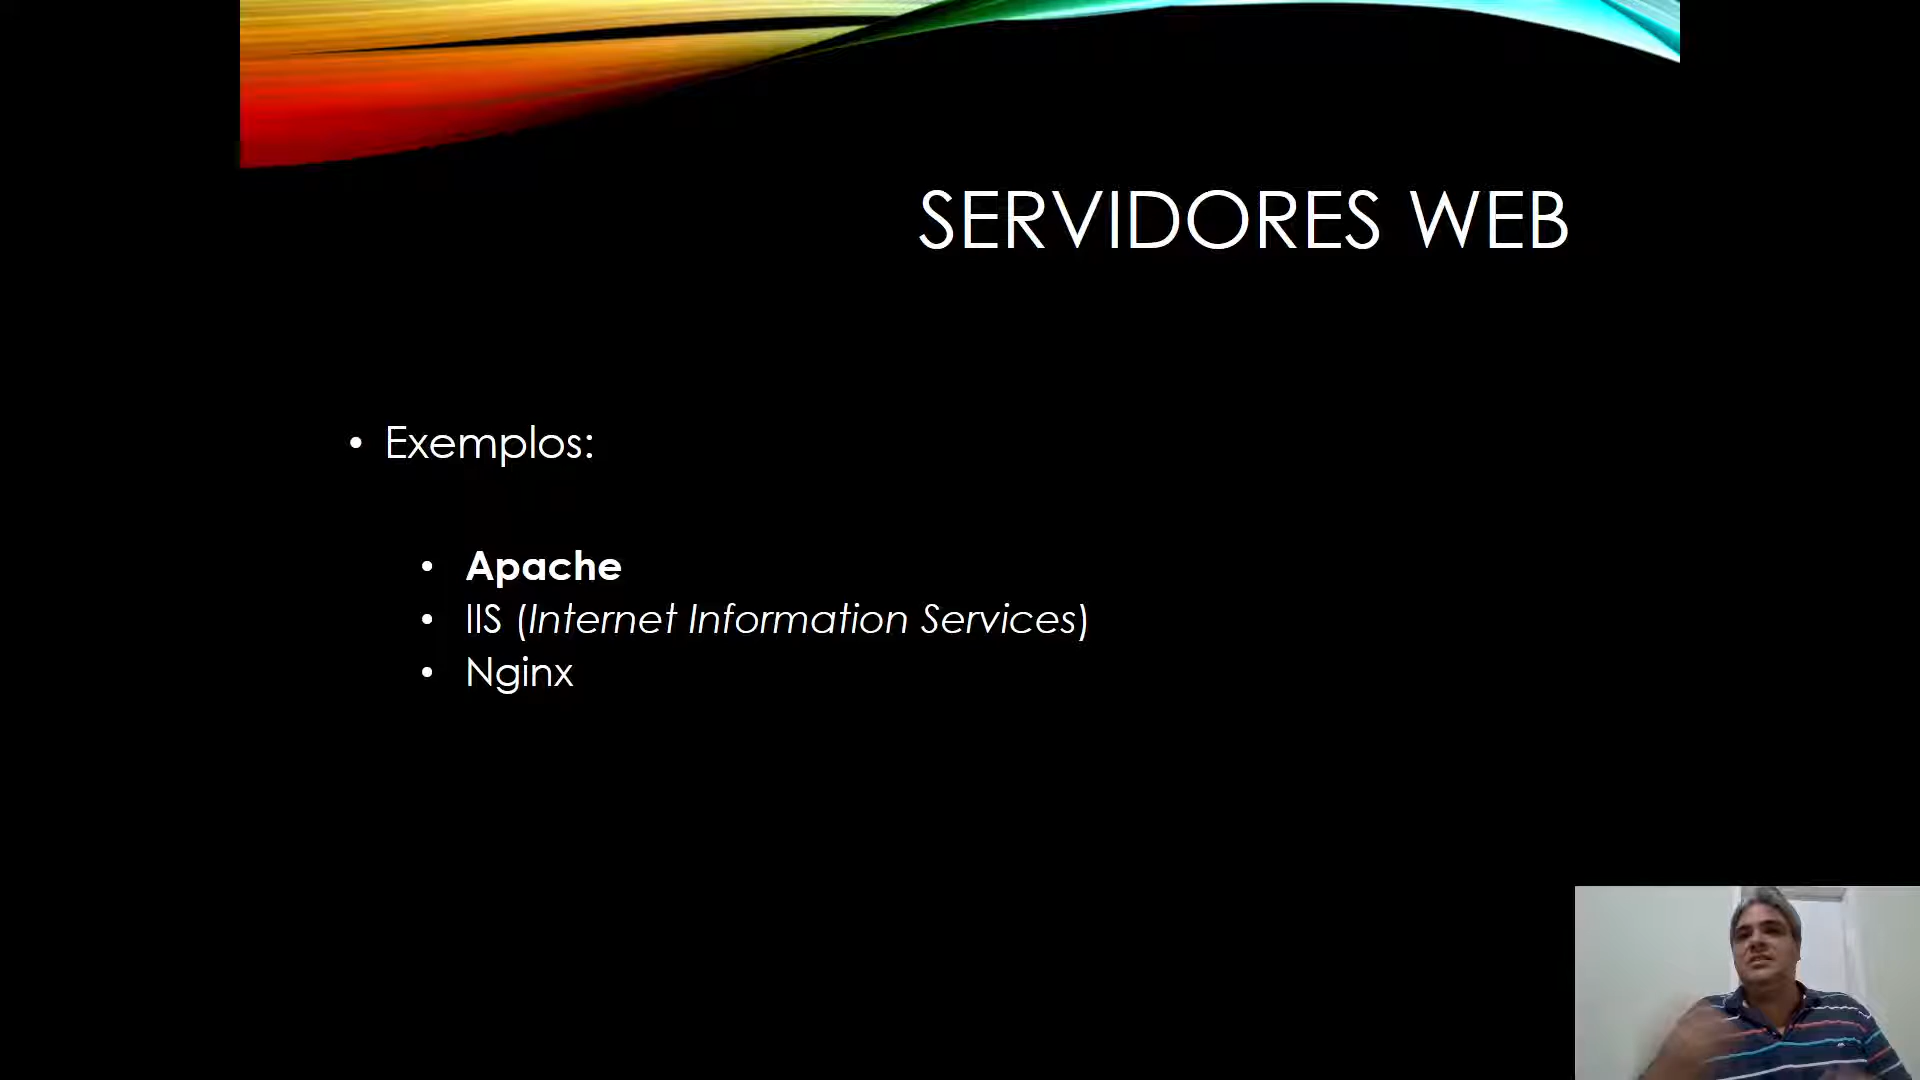 SERVIDORES WEB
• Exemplos:
• Apache
• IIS (Internet Information Services)
• Nginx